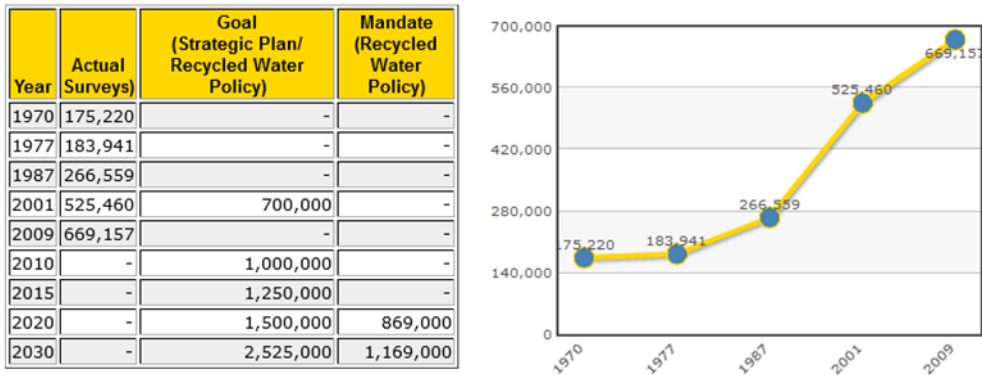 Year Actual Surveys) Goal (Strategic Plan/ Recycled Water Policy) Mandate (Recycled Water Policy)
1970 175,220 - -
1977 183,941 - -
1987 266,559 - -
2001 525,460 700,000 -
2009 669,157 - -
2010 - 1,000,000 -
2015 - 1,250,000 -
2020 - 1,500,000 869,000
2030 - 2,525,000 1,169,000
700,000
560,000
420,000
280,000
140,000
0
175,220
183,941
266,559
525,460
669,157
1970
1977
1987
2001
2009